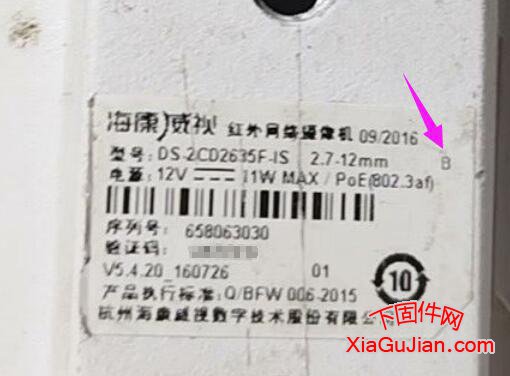 海康威视 红外网络摄像机 09/2016
B
型号: DS-2CD2635F-IS 2.7-12mm
电源: 12V 11W MAX / PoE(802.3af)
序列号: 658063030
验证码:
V5.4.20_160726 01
10
产品执行标准: Q/BFW 006-2015
杭州海康威视数字技术股份有限公
下固件网
XiaGuJian.com